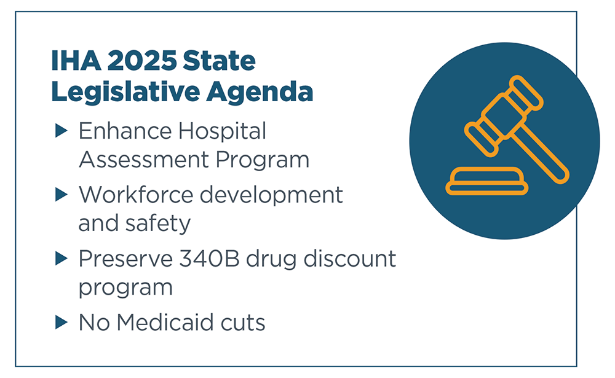 IHA 2025 State
Legislative Agenda
Enhance Hospital
Assessment Program
Workforce development
and safety
Preserve 340B drug discount
program
No Medicaid cuts